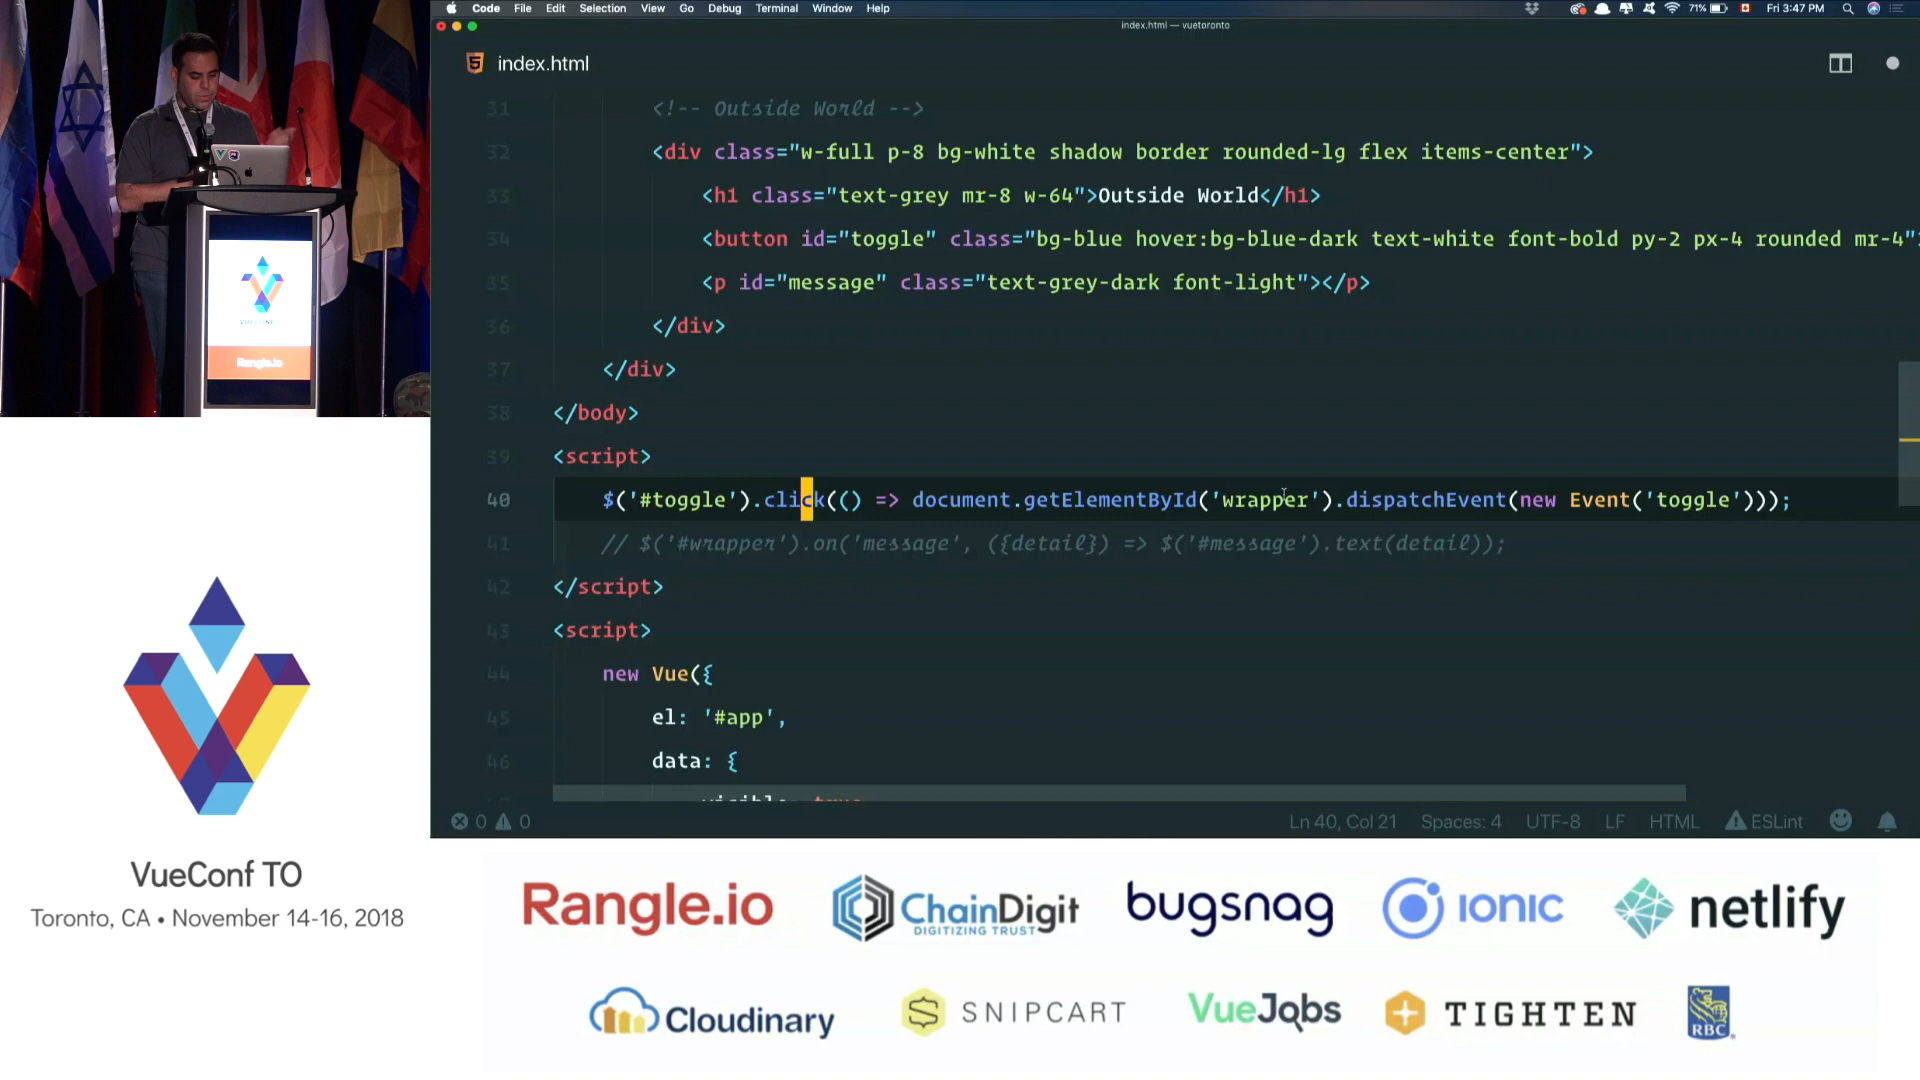 Code File Edit Selection View Go Debug Terminal Window Help
71% Fri 3:47 PM
index.html — vuetoronto
index.html
31 <!-- Outside World -->
32 <div class="w-full p-8 bg-white shadow border rounded-lg flex items-center">
33 <h1 class="text-grey mr-8 w-64">Outside World</h1>
34 <button id="toggle" class="bg-blue hover:bg-blue-dark text-white font-bold py-2 px-4 rounded mr-4"
35 <p id="message" class="text-grey-dark font-light"></p>
36 </div>
37 </div>
38 </body>
39 <script>
40 $('#toggle').click(() => document.getElementById('wrapper').dispatchEvent(new Event('toggle')));
41 // $('#wrapper').on('message', ({detail}) => $('#message').text(detail));
42 </script>
43 <script>
44 new Vue({
45 el: '#app',
46 data: {
0 0 Ln 40, Col 21 Spaces: 4 UTF-8 LF HTML ESLint
Rangle.io
VueConf TO
Toronto, CA • November 14-16, 2018
Rangle.io ChainDigit bugsnag ionic netlify
DIGITIZING TRUST
Cloudinary SNIPCART VueJobs TIGHTEN RBC